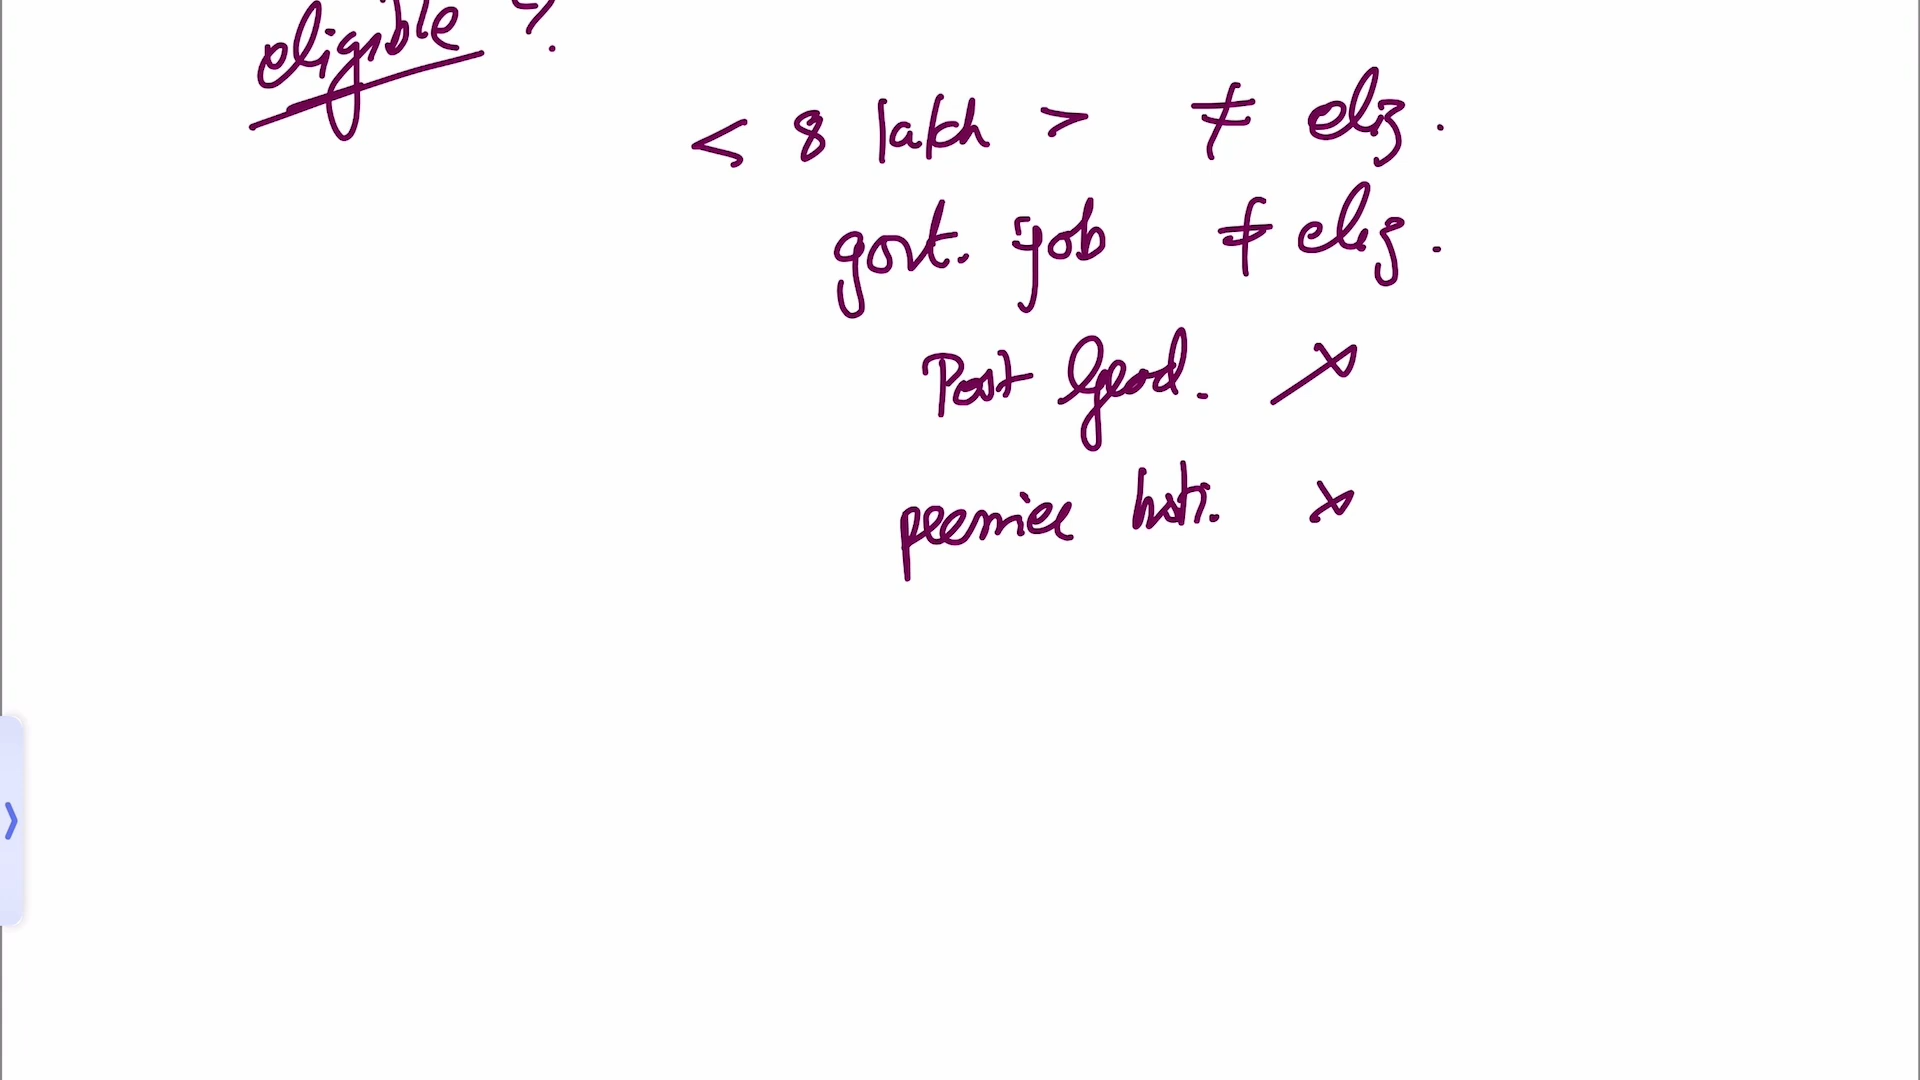 eligible ?
< 8 lakh > ≠ elig.
govt. job ≠ elig.
Post Grad.
premier Insti.